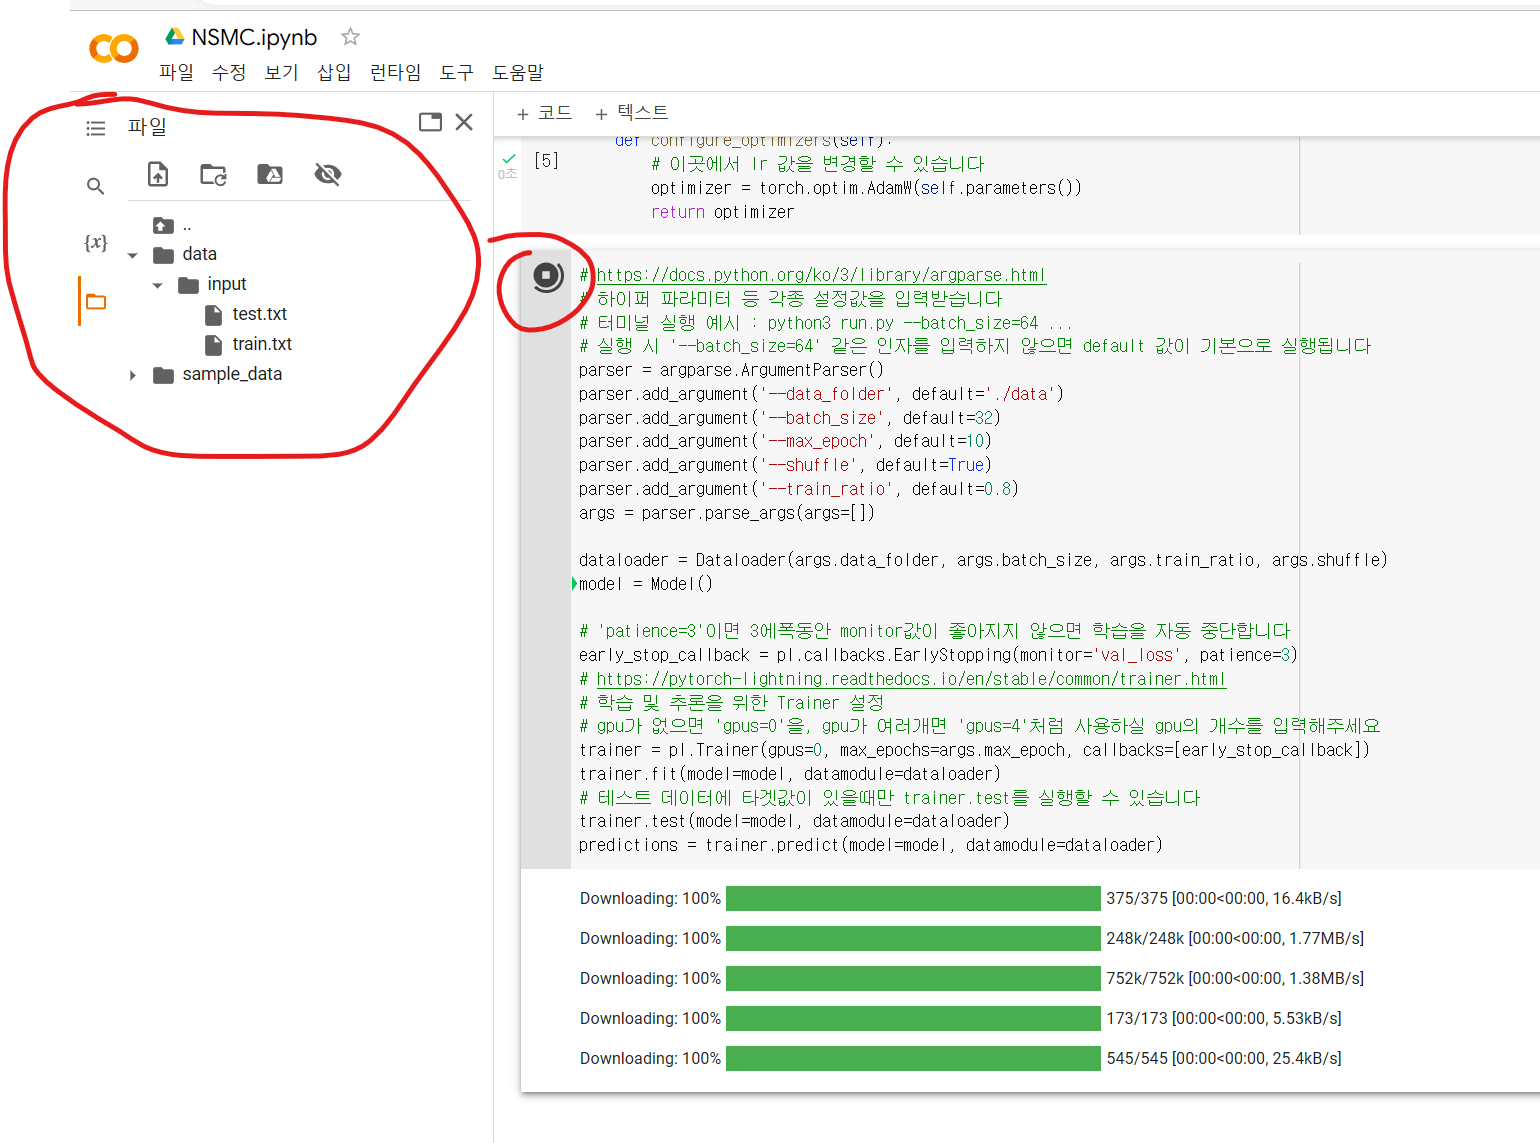 NSMC.ipynb
파일 수정 보기 삽입 런타임 도구 도움말
파일
..
data
input
test.txt
train.txt
sample_data
{x}
+ 코드 + 텍스트
[5]
0초
def configure_optimizers(self):
# 이곳에서 lr 값을 변경할 수 있습니다
optimizer = torch.optim.AdamW(self.parameters())
return optimizer
# https://docs.python.org/ko/3/library/argparse.html
# 하이퍼 파라미터 등 각종 설정값을 입력받습니다
# 터미널 실행 예시 : python3 run.py --batch_size=64 ...
# 실행 시 '--batch_size=64' 같은 인자를 입력하지 않으면 default 값이 기본으로 실행됩니다
parser = argparse.ArgumentParser()
parser.add_argument('--data_folder', default='./data')
parser.add_argument('--batch_size', default=32)
parser.add_argument('--max_epoch', default=10)
parser.add_argument('--shuffle', default=True)
parser.add_argument('--train_ratio', default=0.8)
args = parser.parse_args(args=[])
dataloader = Dataloader(args.data_folder, args.batch_size, args.train_ratio, args.shuffle)
model = Model()
# 'patience=3'이면 3에폭동안 monitor값이 좋아지지 않으면 학습을 자동 중단합니다
early_stop_callback = pl.callbacks.EarlyStopping(monitor='val_loss', patience=3)
# https://pytorch-lightning.readthedocs.io/en/stable/common/trainer.html
# 학습 및 추론을 위한 Trainer 설정
# gpu가 없으면 'gpus=0'을, gpu가 여러개면 'gpus=4'처럼 사용하실 gpu의 개수를 입력해주세요
trainer = pl.Trainer(gpus=0, max_epochs=args.max_epoch, callbacks=[early_stop_callback])
trainer.fit(model=model, datamodule=dataloader)
# 테스트 데이터에 타겟값이 있을때만 trainer.test를 실행할 수 있습니다
trainer.test(model=model, datamodule=dataloader)
predictions = trainer.predict(model=model, datamodule=dataloader)
Downloading: 100% 375/375 [00:00<00:00, 16.4kB/s]
Downloading: 100% 248k/248k [00:00<00:00, 1.77MB/s]
Downloading: 100% 752k/752k [00:00<00:00, 1.38MB/s]
Downloading: 100% 173/173 [00:00<00:00, 5.53kB/s]
Downloading: 100% 545/545 [00:00<00:00, 25.4kB/s]